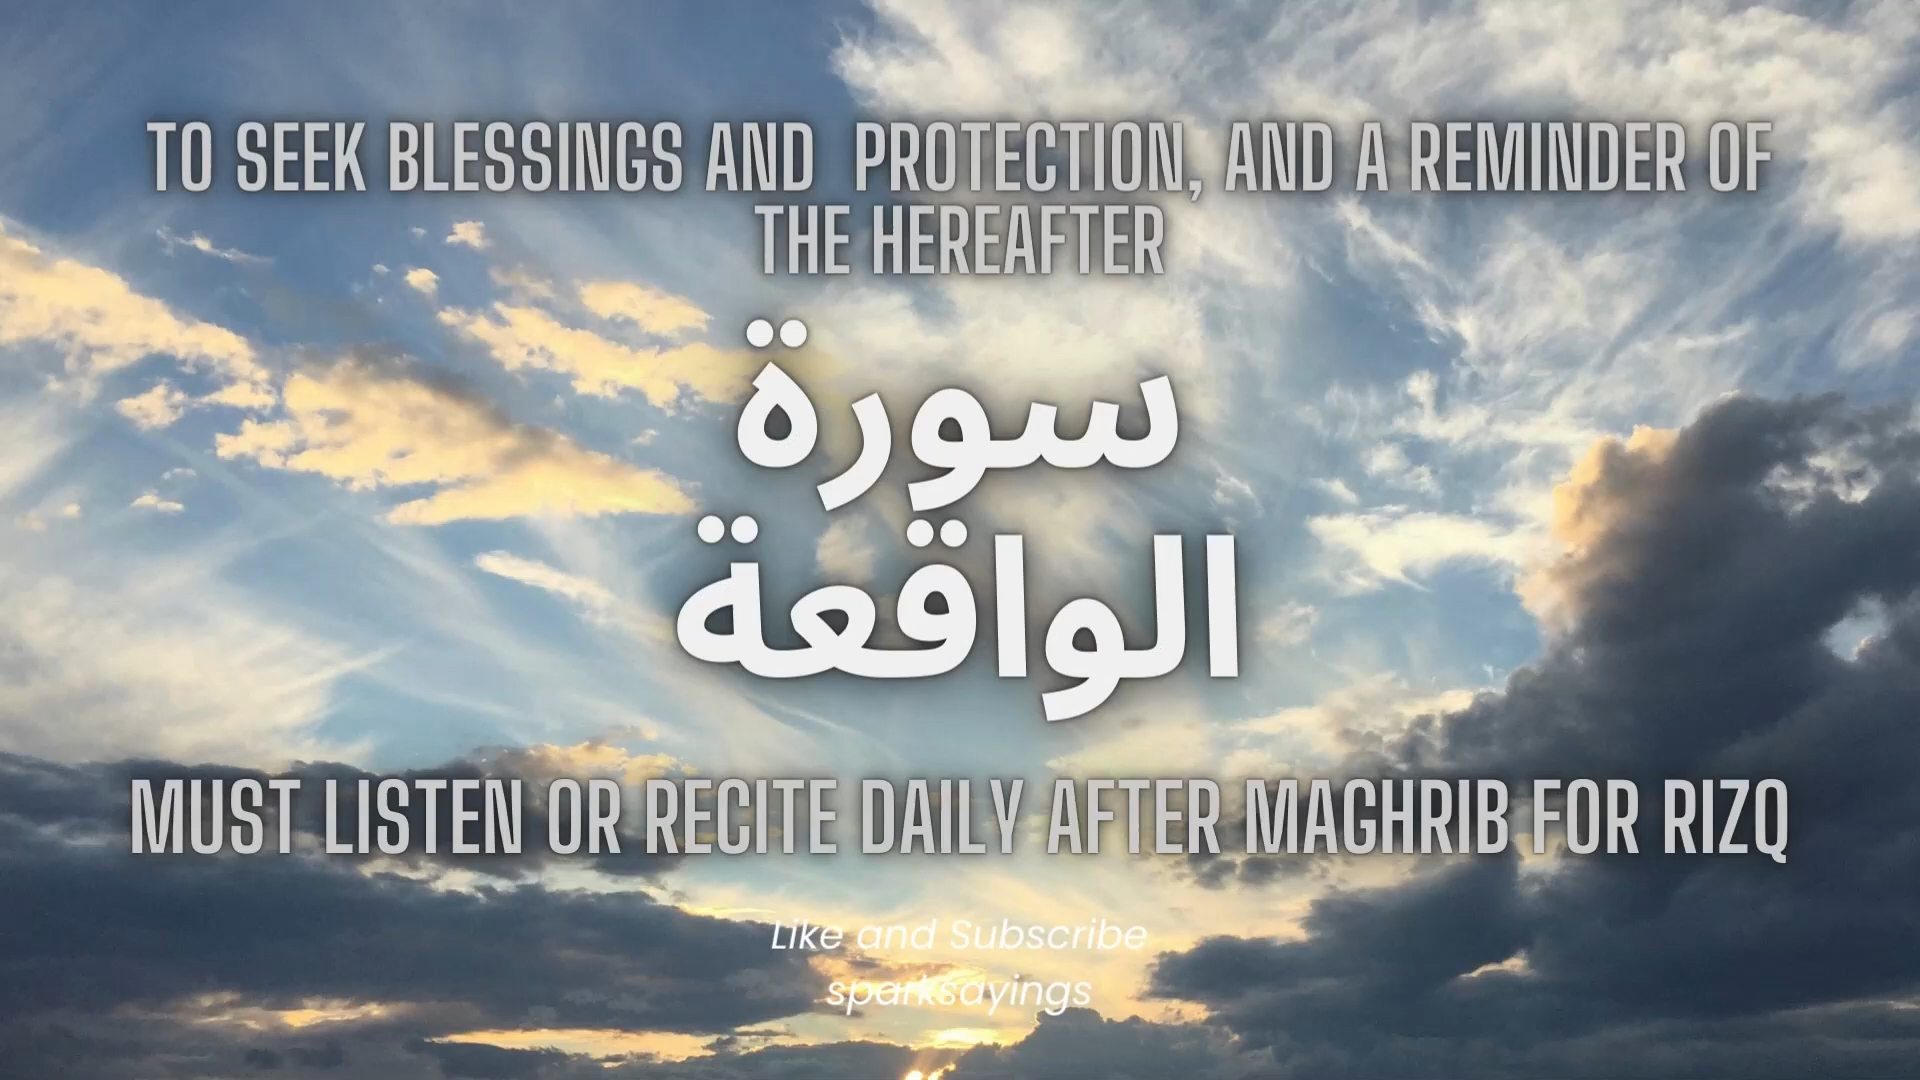 TO SEEK BLESSINGS AND PROTECTION, AND A REMINDER OF
THE HEREAFTER
سورة
الواقعة
MUST LISTEN OR RECITE DAILY AFTER MAGHRIB FOR RIZQ
Like and Subscribe
sparksayings